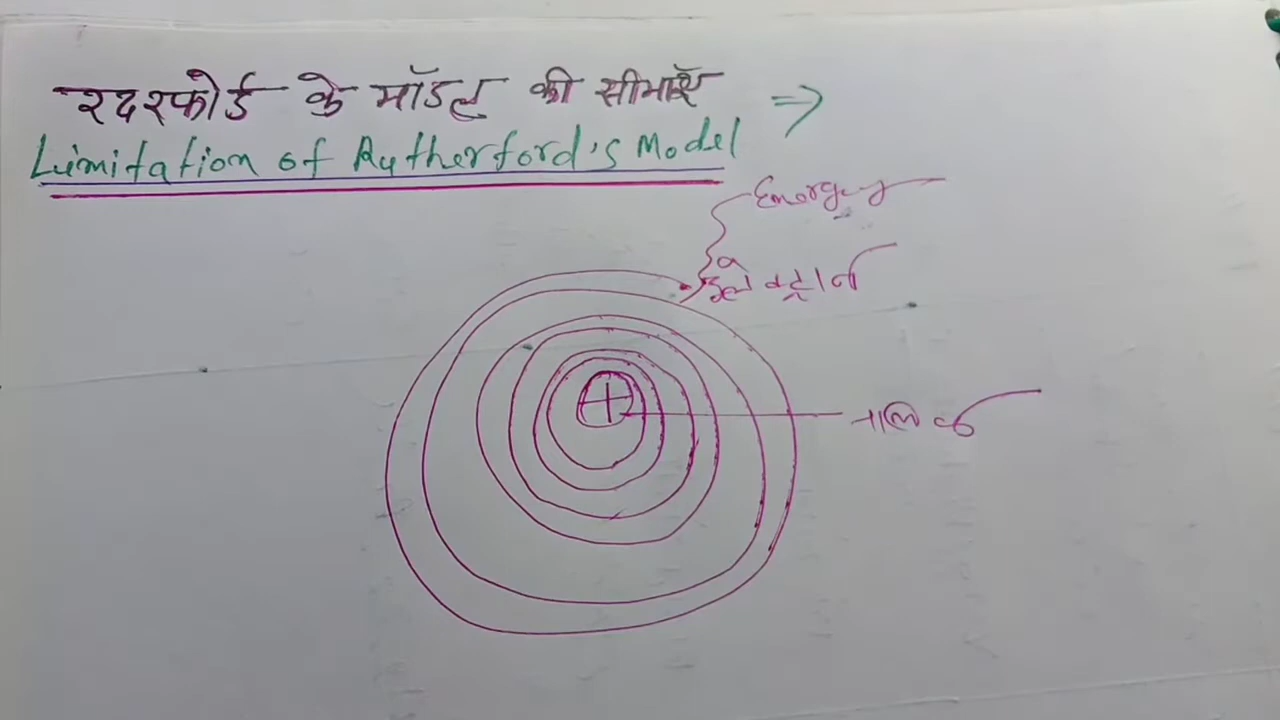 रदरफोर्ड के मॉडल की सीमाएँ ⇒
Limitation of Rutherford's Model
Energy
इलेक्ट्रान
+
नाभिक